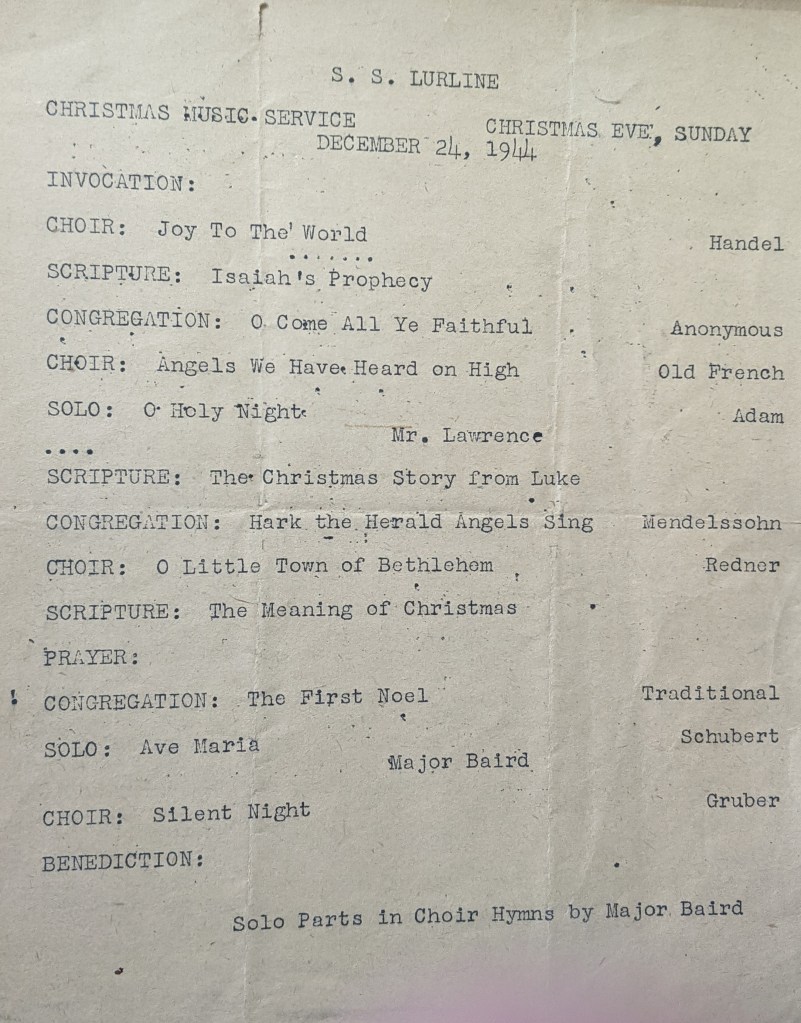 S. S. LURLINE
CHRISTMAS MUSIC SERVICE CHRISTMAS EVE, SUNDAY
DECEMBER 24, 1944
INVOCATION:
CHOIR: Joy To The World Handel
.......
SCRIPTURE: Isaiah's Prophecy
CONGREGATION: O Come All Ye Faithful Anonymous
CHOIR: Angels We Have Heard on High Old French
SOLO: O Holy Night Adam
Mr. Lawrence
....
SCRIPTURE: The Christmas Story from Luke
CONGREGATION: Hark the Herald Angels Sing Mendelssohn
CHOIR: O Little Town of Bethlehem Redner
SCRIPTURE: The Meaning of Christmas
PRAYER:
CONGREGATION: The First Noel Traditional
SOLO: Ave Maria Schubert
Major Baird
CHOIR: Silent Night Gruber
BENEDICTION:
Solo Parts in Choir Hymns by Major Baird